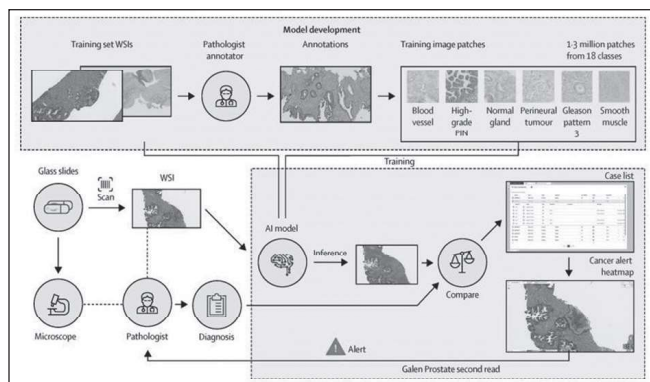 Model development
Training set WSIs
Pathologist
annotator
Annotations
Training image patches
1·3 million patches
from 18 classes
Blood
vessel
High-
grade
PIN
Normal
gland
Perineural
tumour
Gleason
pattern
3
Smooth
muscle
Training
Glass slides
Scan
WSI
AI model
Inference
Compare
Case list
Cancer alert
heatmap
Microscope
Pathologist
Diagnosis
Alert
Galen Prostate second read